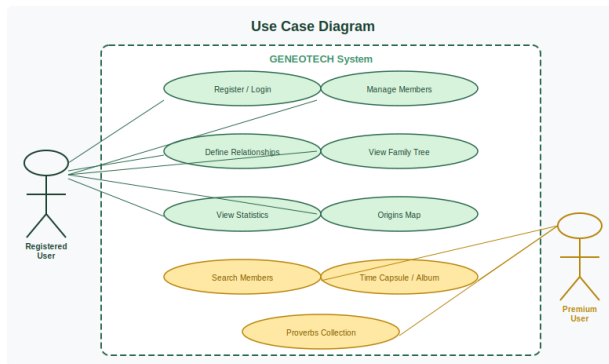 Use Case Diagram
GENEOTECH System
Register / Login
Manage Members
Define Relationships
View Family Tree
View Statistics
Origins Map
Registered
User
Search Members
Time Capsule / Album
Premium
User
Proverbs Collection